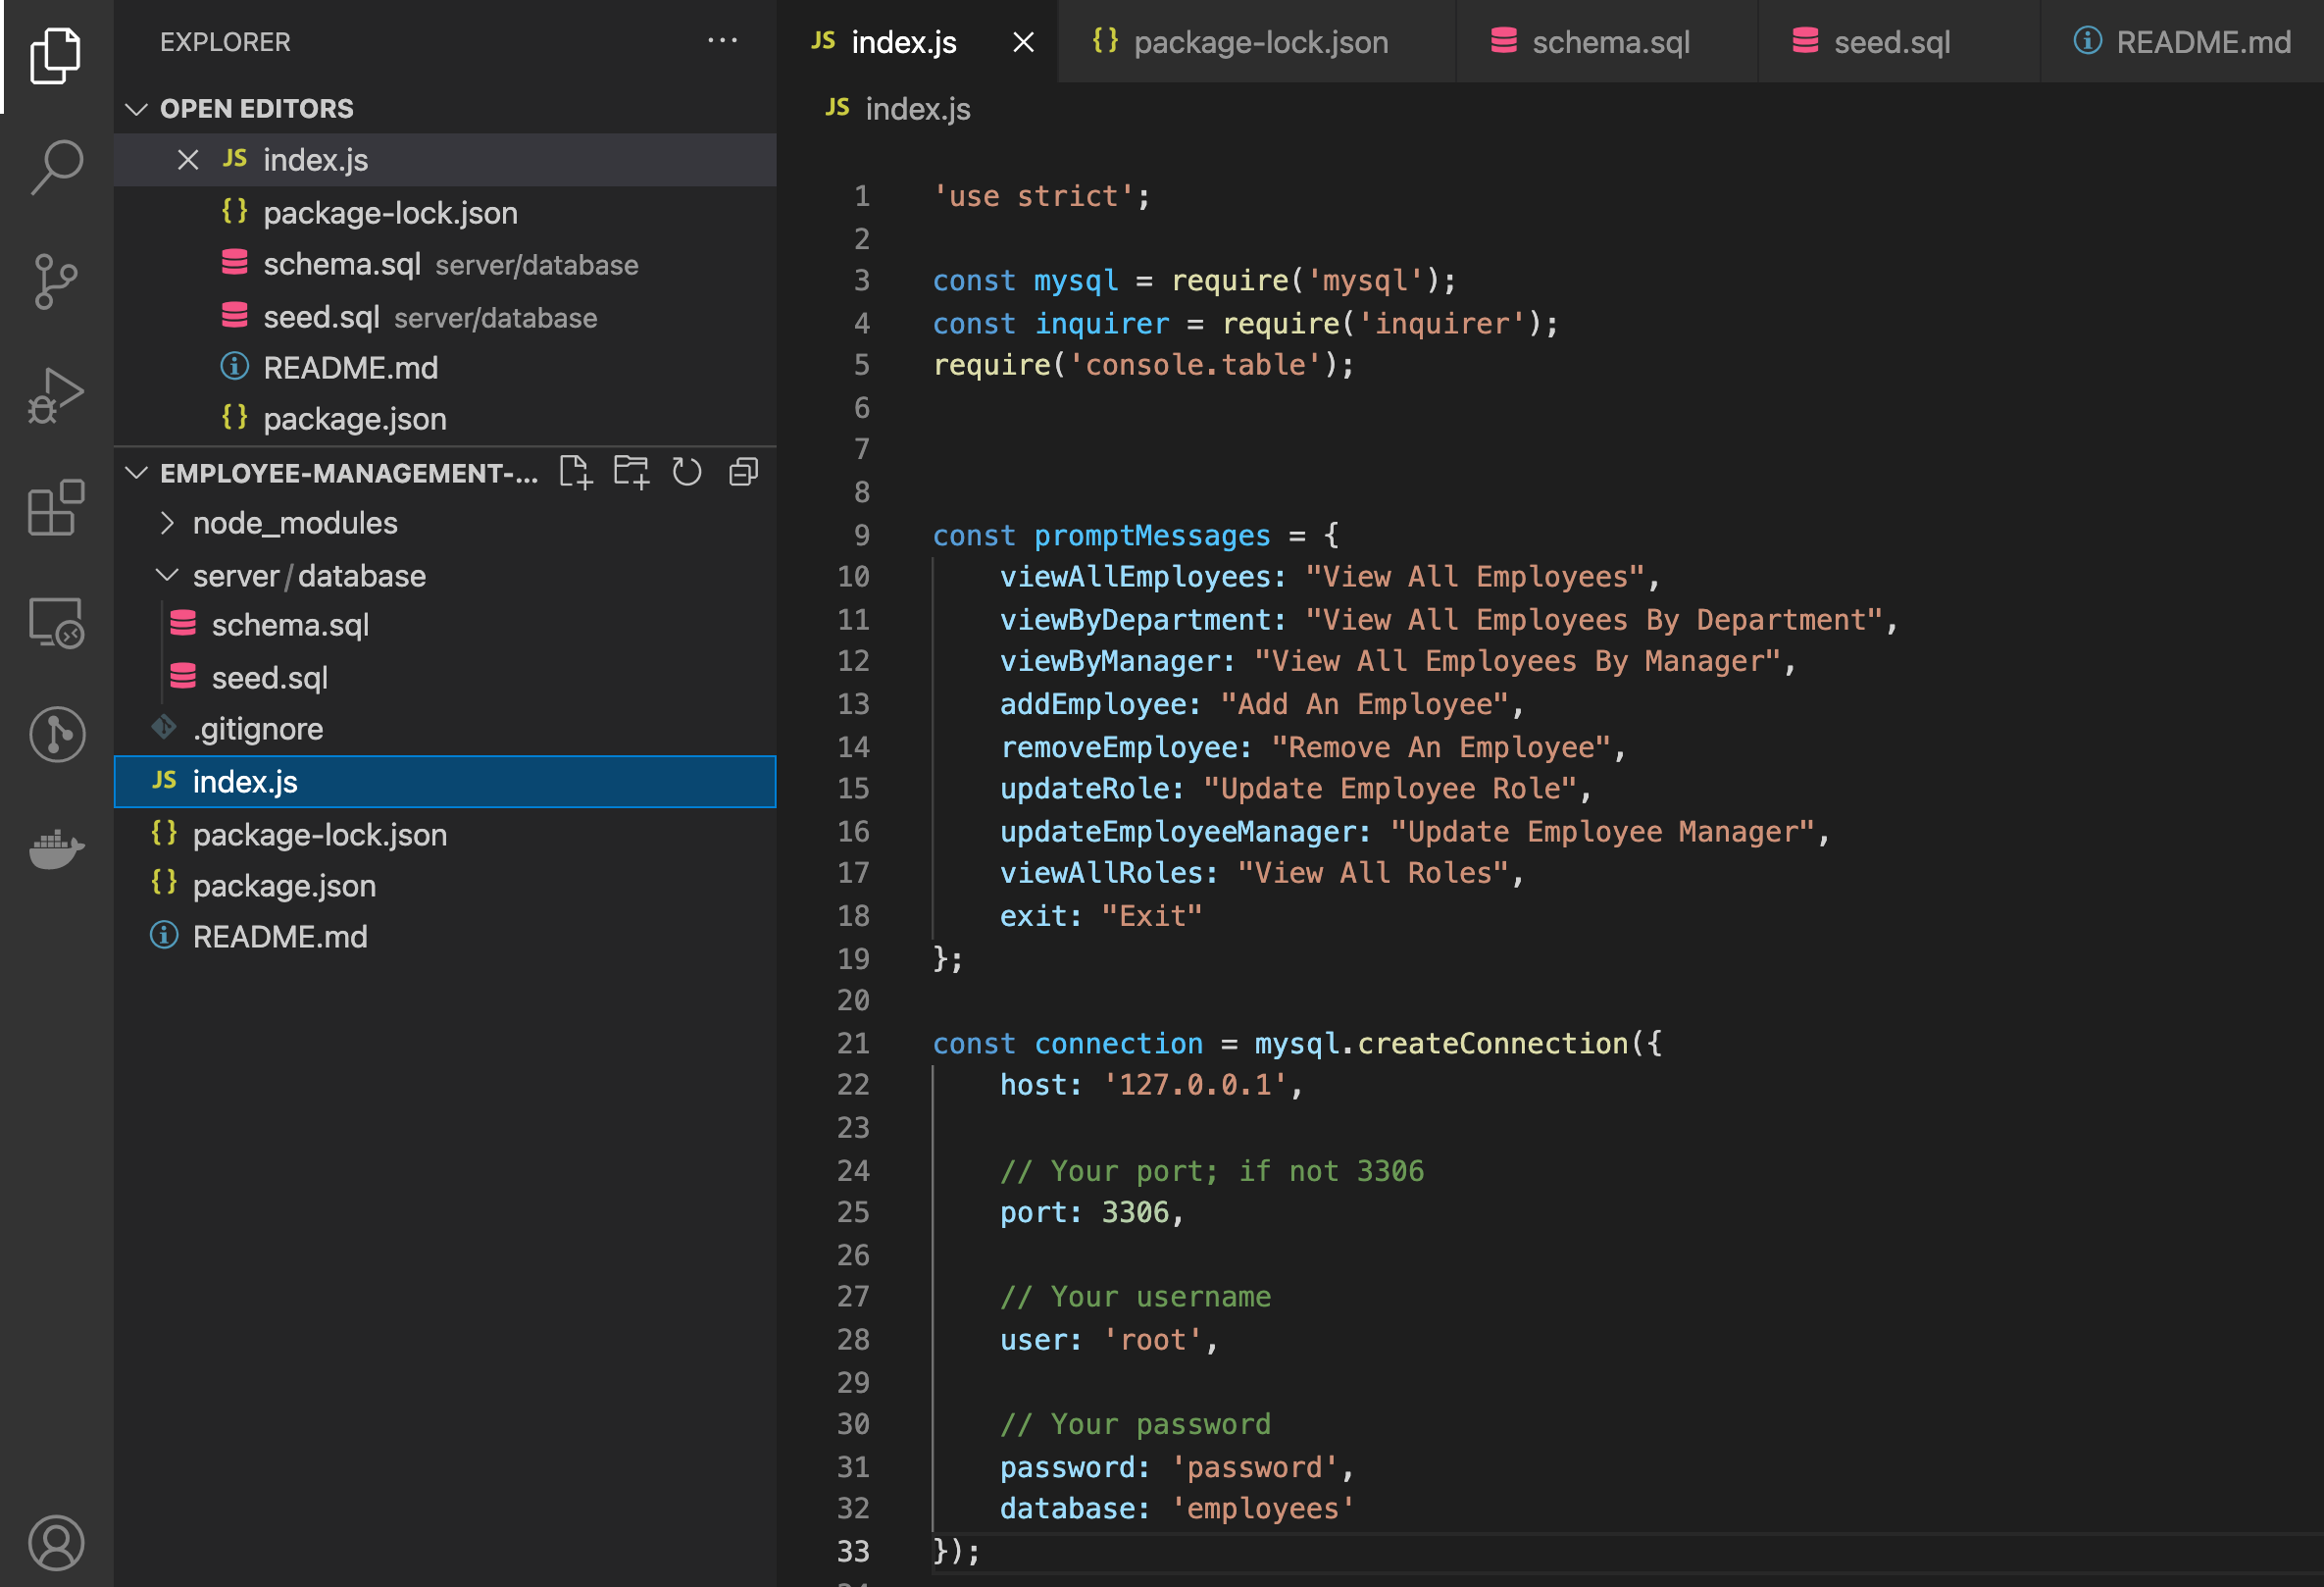 EXPLORER
OPEN EDITORS
JS index.js
{} package-lock.json
schema.sql server/database
seed.sql server/database
README.md
{} package.json
EMPLOYEE-MANAGEMENT-...
node_modules
server/database
schema.sql
seed.sql
.gitignore
JS index.js
{} package-lock.json
{} package.json
README.md
JS index.js {} package-lock.json schema.sql seed.sql README.md
JS index.js
1 'use strict';
2
3 const mysql = require('mysql');
4 const inquirer = require('inquirer');
5 require('console.table');
6
7
8
9 const promptMessages = {
10 viewAllEmployees: "View All Employees",
11 viewByDepartment: "View All Employees By Department",
12 viewByManager: "View All Employees By Manager",
13 addEmployee: "Add An Employee",
14 removeEmployee: "Remove An Employee",
15 updateRole: "Update Employee Role",
16 updateEmployeeManager: "Update Employee Manager",
17 viewAllRoles: "View All Roles",
18 exit: "Exit"
19 };
20
21 const connection = mysql.createConnection({
22 host: '127.0.0.1',
23
24 // Your port; if not 3306
25 port: 3306,
26
27 // Your username
28 user: 'root',
29
30 // Your password
31 password: 'password',
32 database: 'employees'
33 });